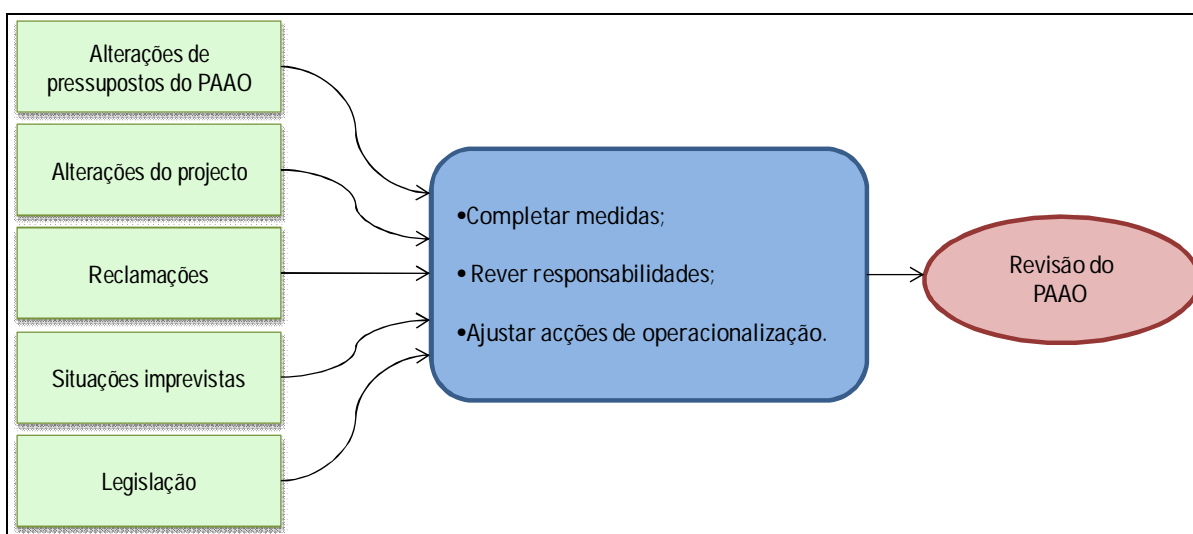 Alterações de
pressupostos do PAAO
Alterações do projecto
Reclamações
Situações imprevistas
Legislação
•Completar medidas;
• Rever responsabilidades;
•Ajustar acções de operacionalização.
Revisão do
PAAO